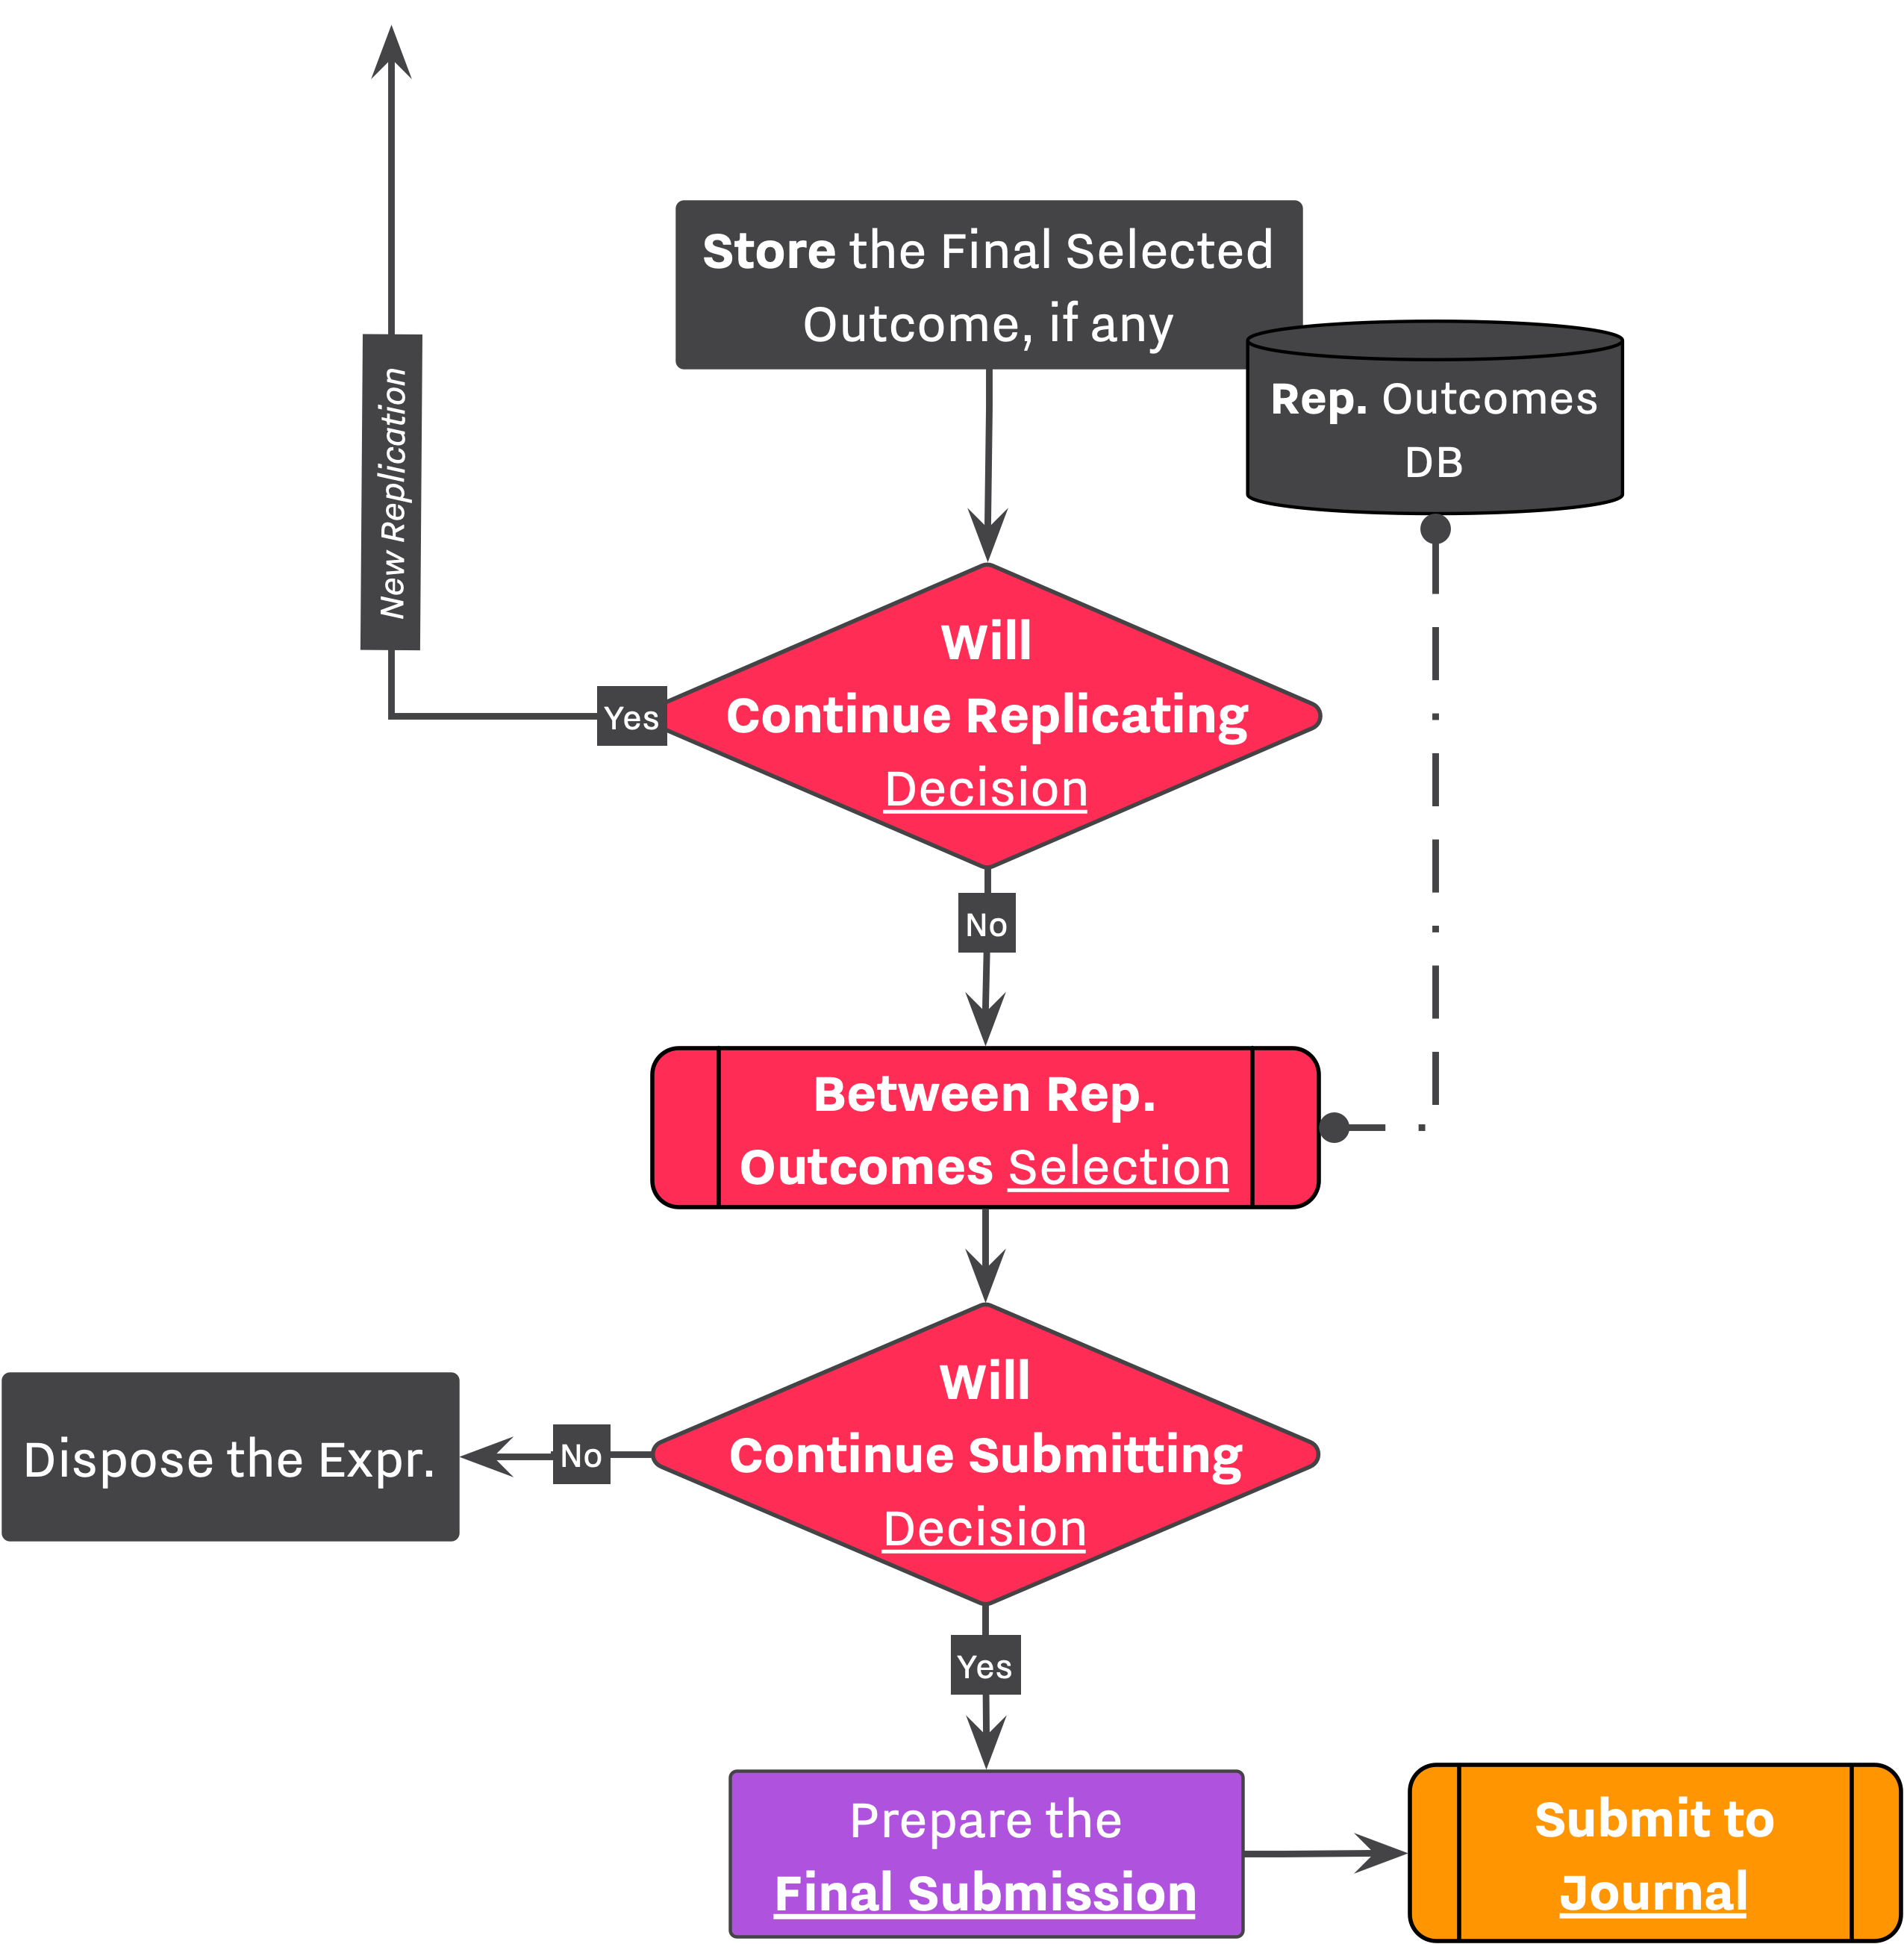 Store the Final Selected
Outcome, if any
Rep. Outcomes
DB
New Replication
Will
Continue Replicating
Decision
Yes
No
Between Rep.
Outcomes Selection
Will
Continue Submitting
Decision
No
Dispose the Expr.
Yes
Prepare the
Final Submission
Submit to
Journal